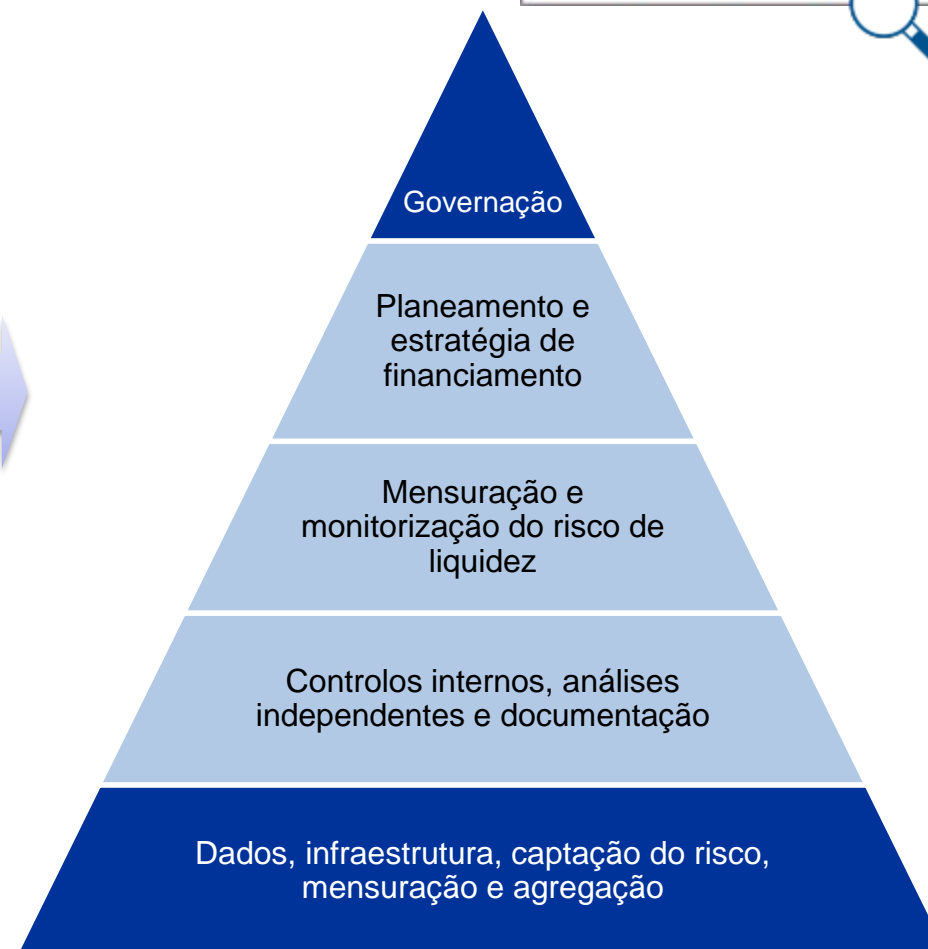 Governação
Planeamento e
estratégia de
financiamento
Mensuração e
monitorização do risco de
liquidez
Controlos internos, análises
independentes e documentação
Dados, infraestrutura, captação do risco,
mensuração e agregação